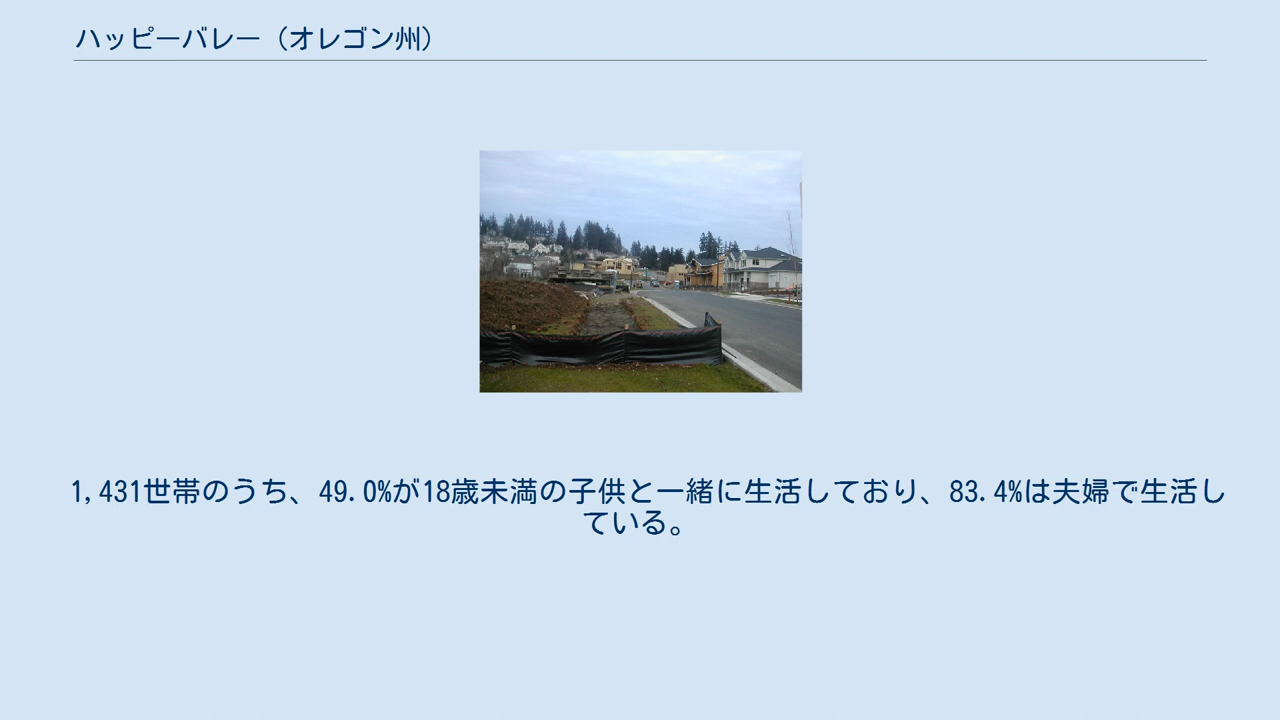 ハッピーバレー（オレゴン州）
1,431世帯のうち、49.0%が18歳未満の子供と一緒に生活しており、83.4%は夫婦で生活し
ている。